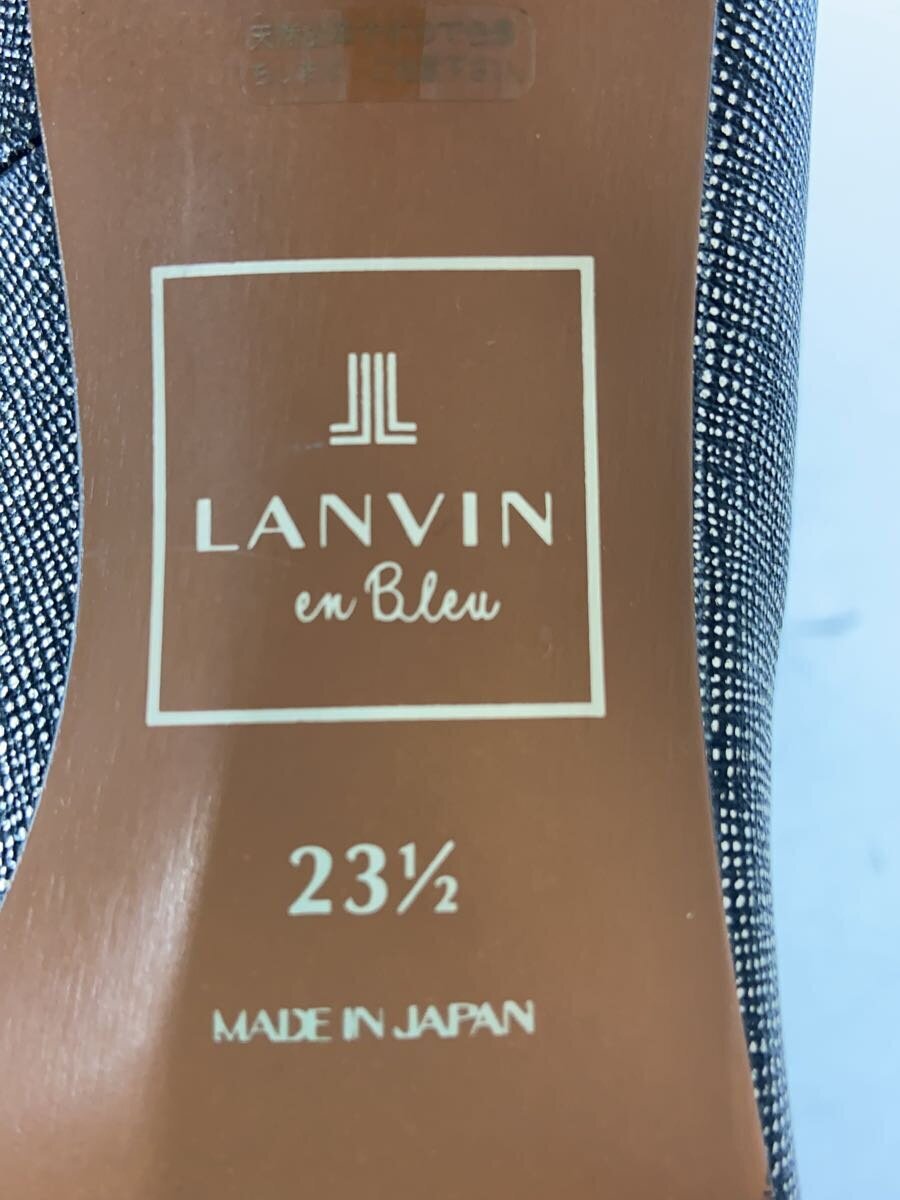 LANVIN
en Bleu
23½
MADE IN JAPAN